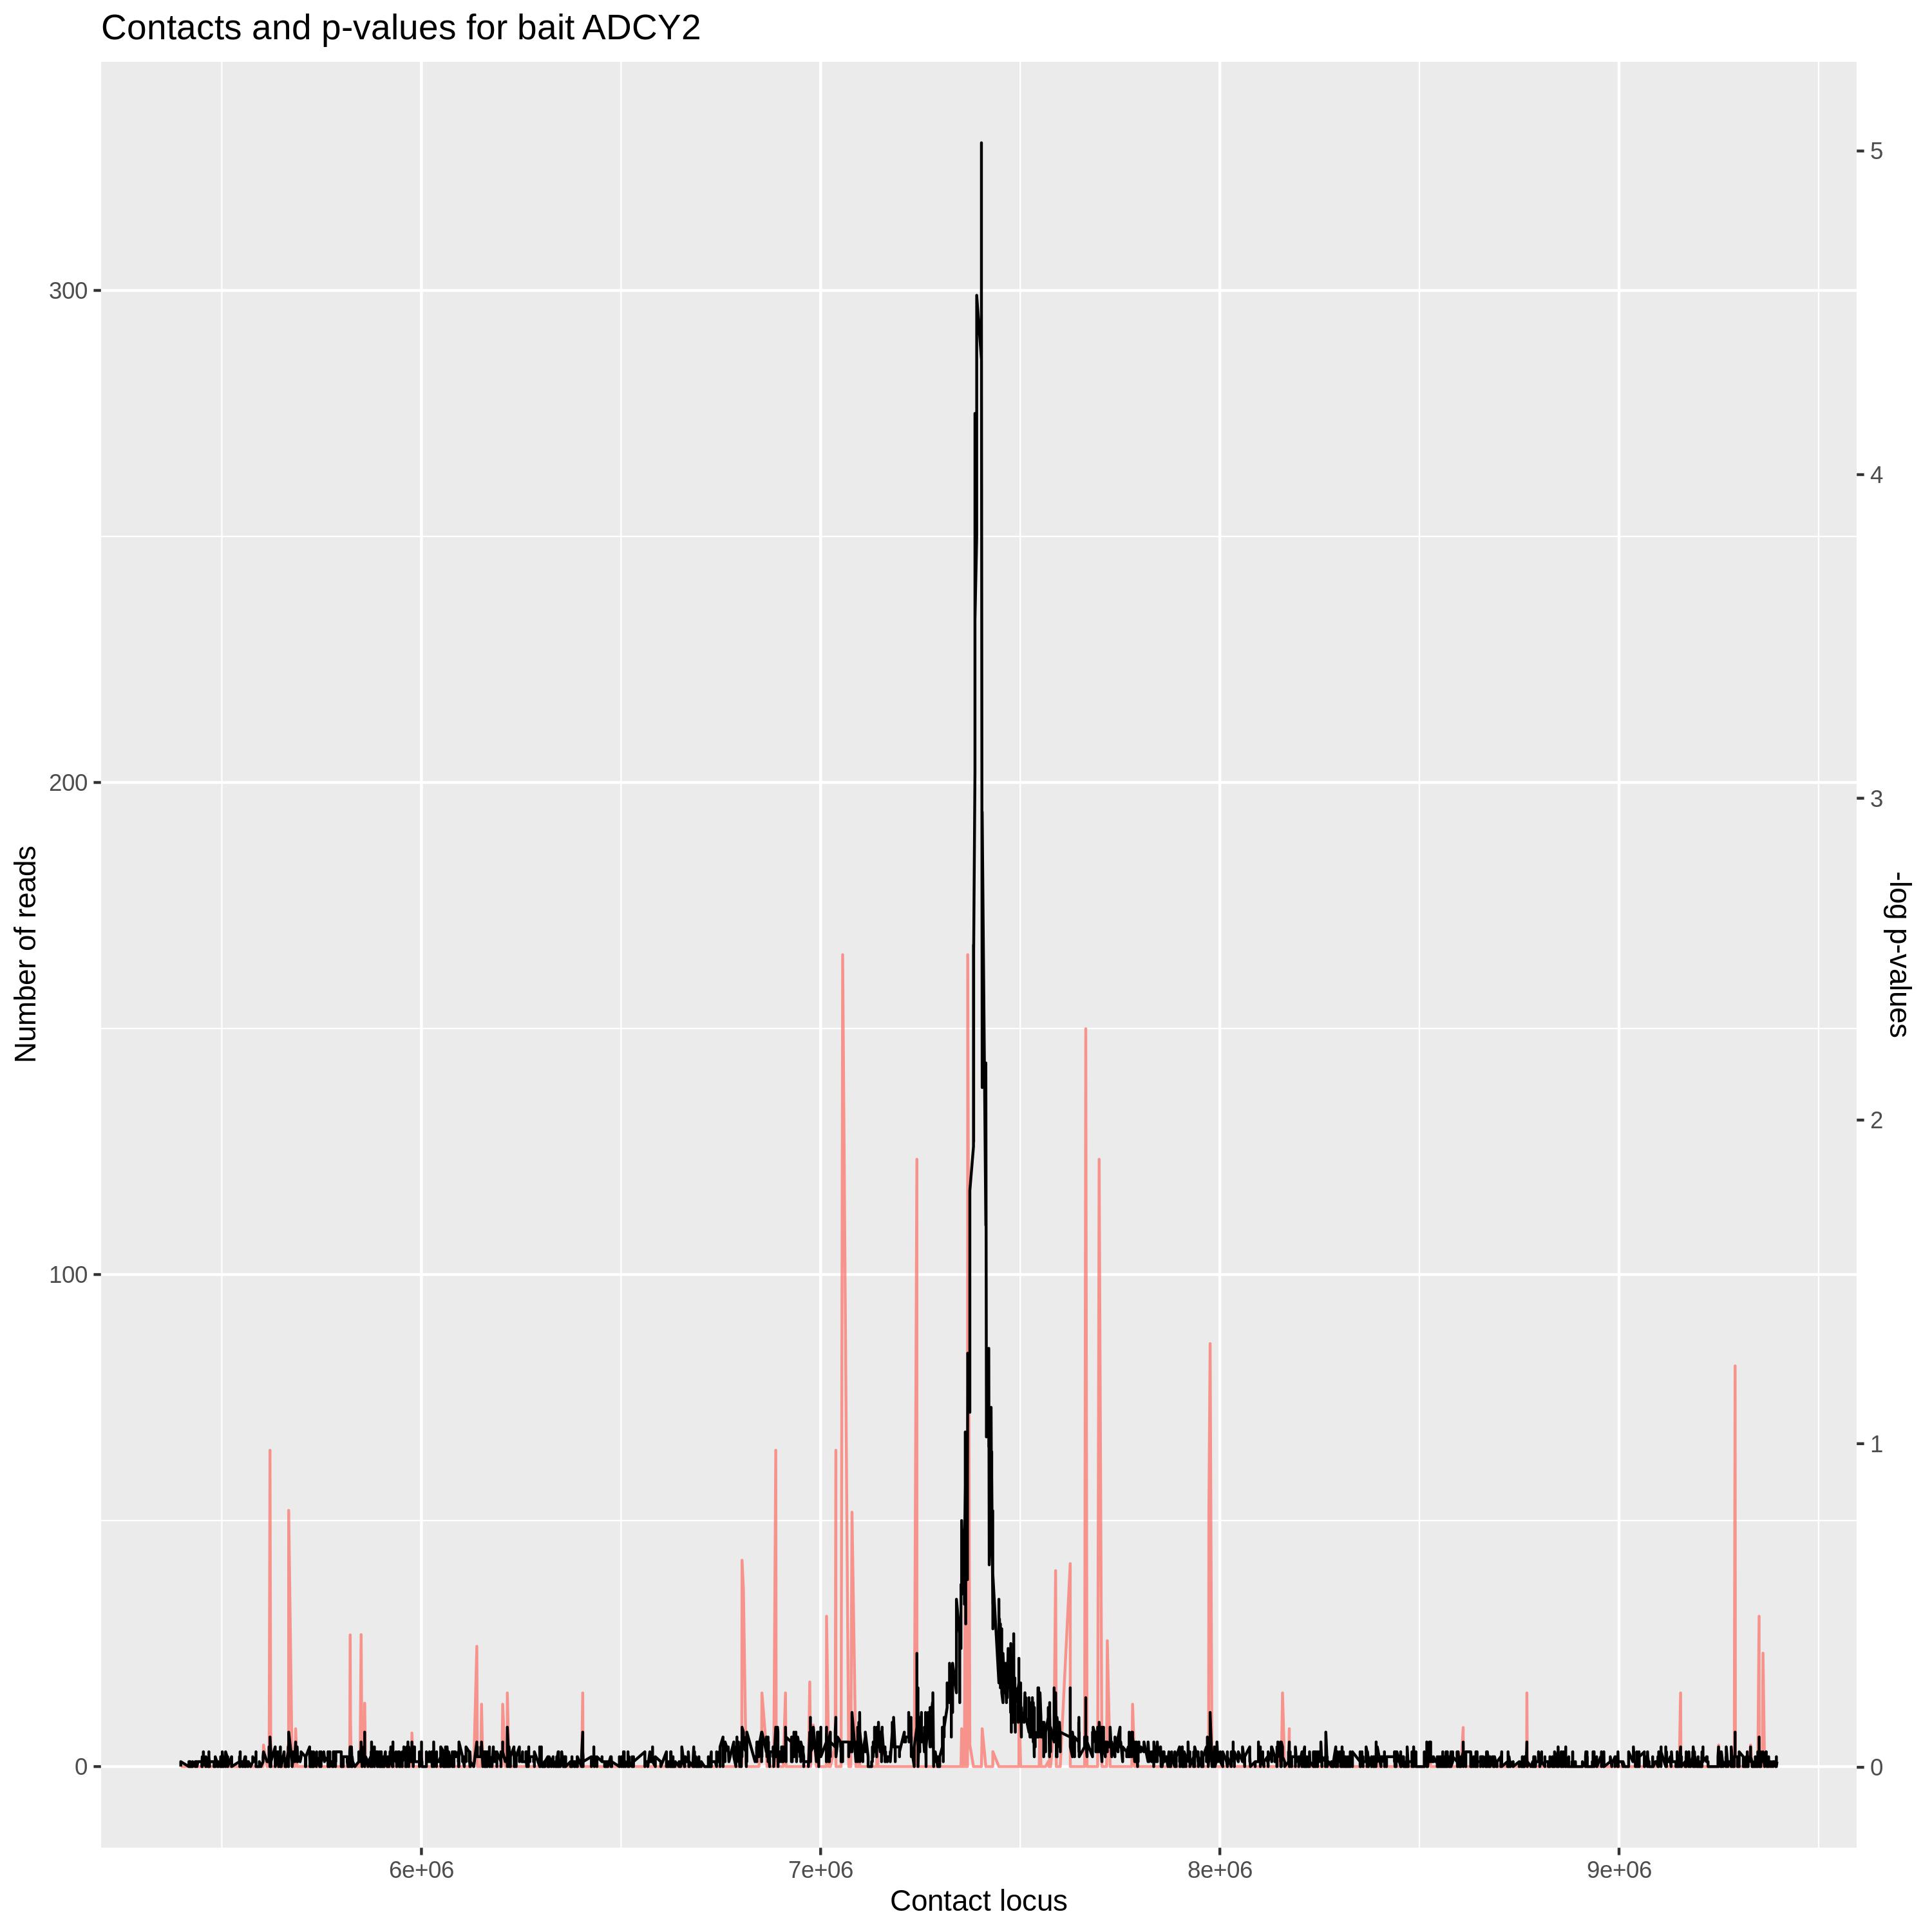 Contacts and p-values for bait ADCY2
Number of reads
300
200
100
0
5
4
3
2
1
0
-log p-values
6e+06
7e+06
8e+06
9e+06
Contact locus